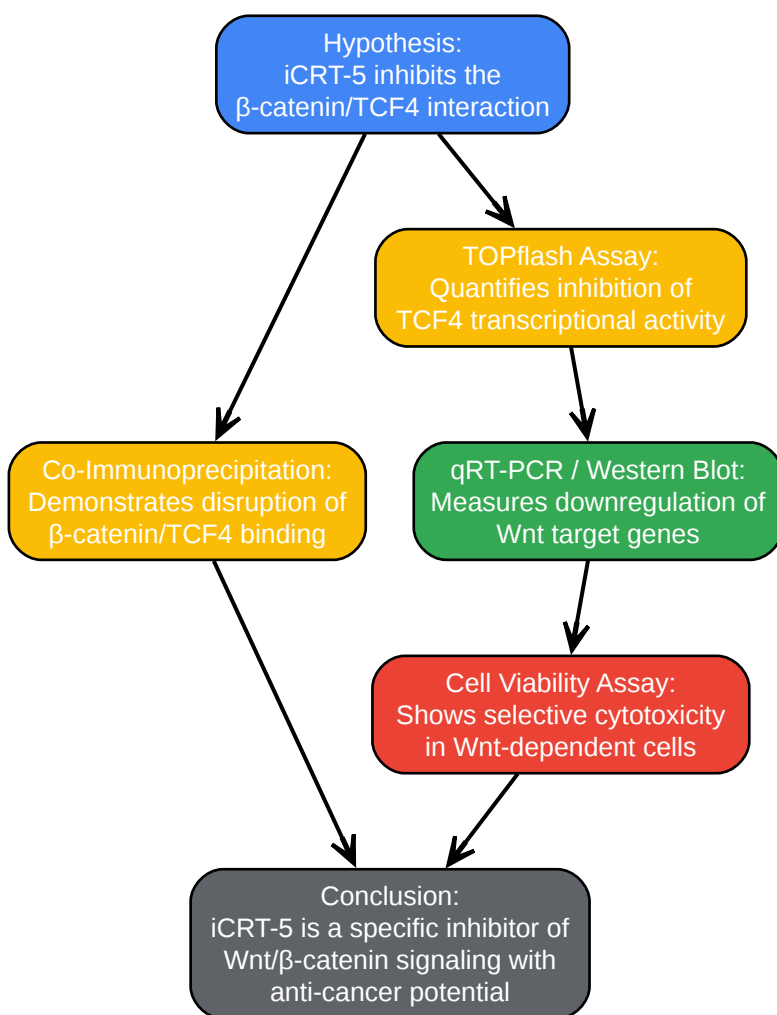 Hypothesis:
iCRT-5 inhibits the
β-catenin/TCF4 interaction
TOPflash Assay:
Quantifies inhibition of
TCF4 transcriptional activity
Co-Immunoprecipitation:
Demonstrates disruption of
β-catenin/TCF4 binding
qRT-PCR / Western Blot:
Measures downregulation of
Wnt target genes
Cell Viability Assay:
Shows selective cytotoxicity
in Wnt-dependent cells
Conclusion:
iCRT-5 is a specific inhibitor of
Wnt/β-catenin signaling with
anti-cancer potential